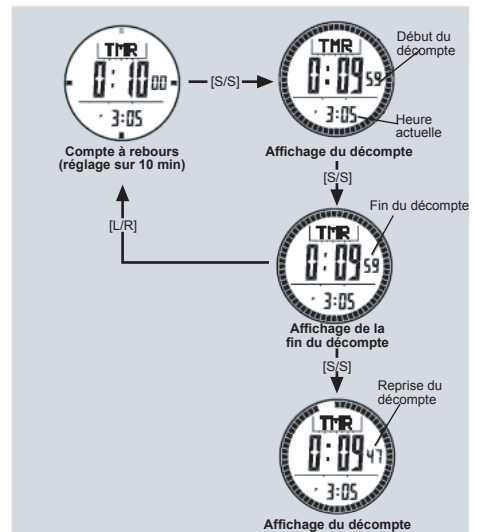 TMR
0:10 00
P 3:05
Compte à rebours
(réglage sur 10 min)
[S/S]
TMR
0:09 59
P 3:05
Début du
décompte
Heure
actuelle
Affichage du décompte
[S/S]
[L/R]
TMR
0:09 59
P 3:05
Fin du décompte
Affichage de la
fin du décompte
[S/S]
TMR
0:09 47
P 3:05
Reprise du
décompte
Affichage du décompte